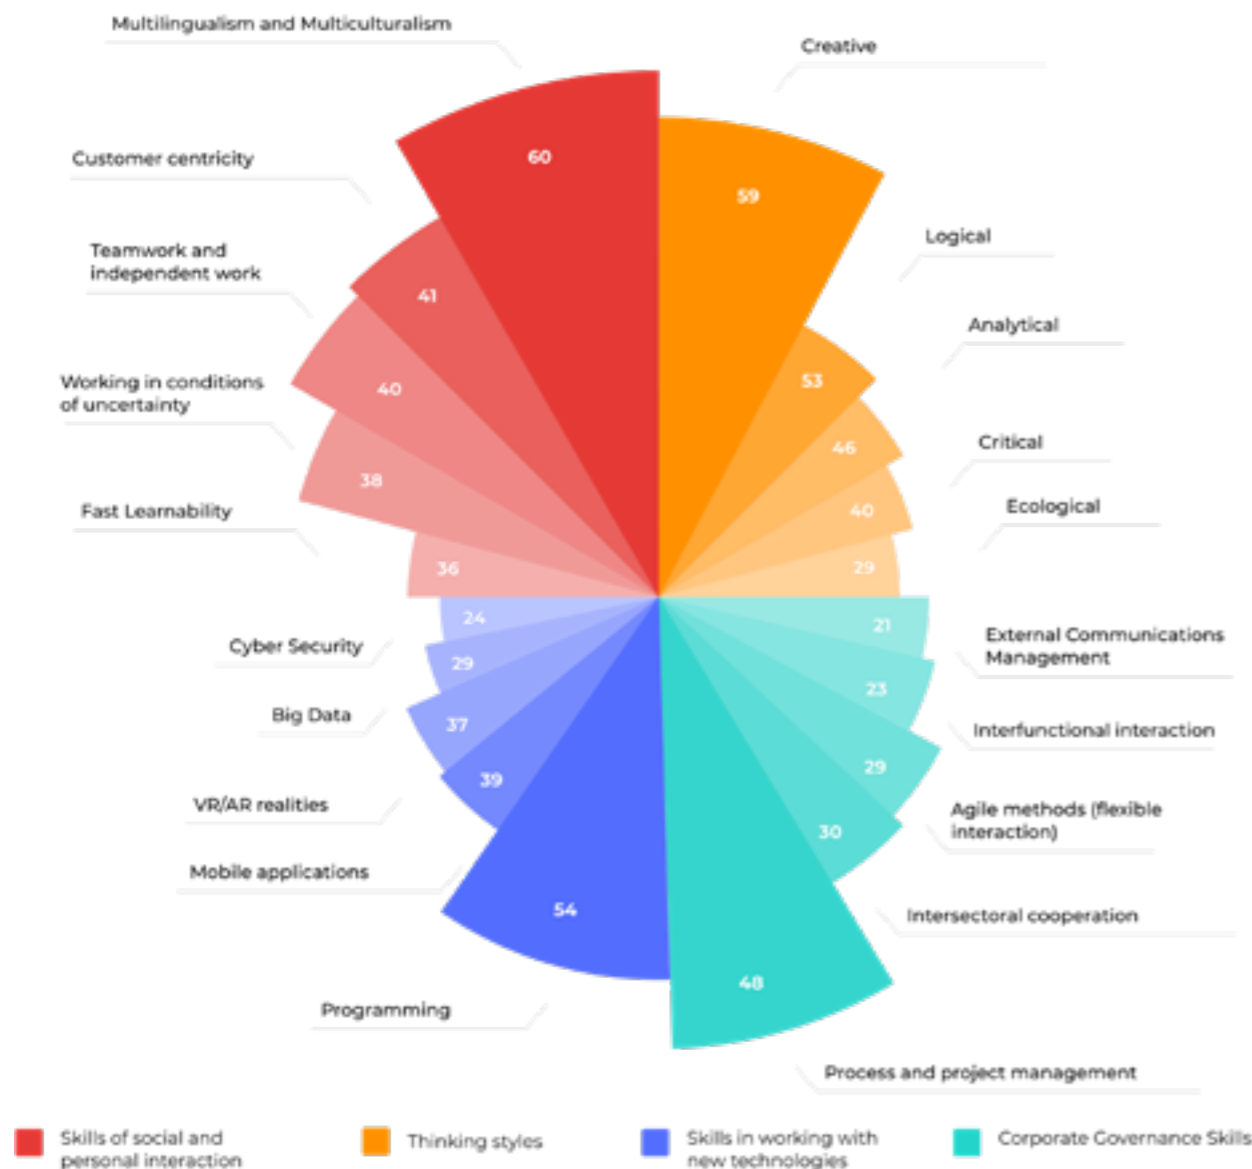 Multilingualism and Multiculturalism
Creative
60
59
Customer centricity
41
Logical
53
Teamwork and
independent work
40
Analytical
46
Working in conditions
of uncertainty
38
Critical
40
Fast Learnability
36
Ecological
29
24
Cyber Security
21
External Communications
Management
29
Big Data
23
Interfunctional interaction
37
VR/AR realities
29
Agile methods (flexible
interaction)
39
Mobile applications
30
Intersectoral cooperation
54
Programming
48
Process and project management
Skills of social and
personal interaction
Thinking styles
Skills in working with
new technologies
Corporate Governance Skills